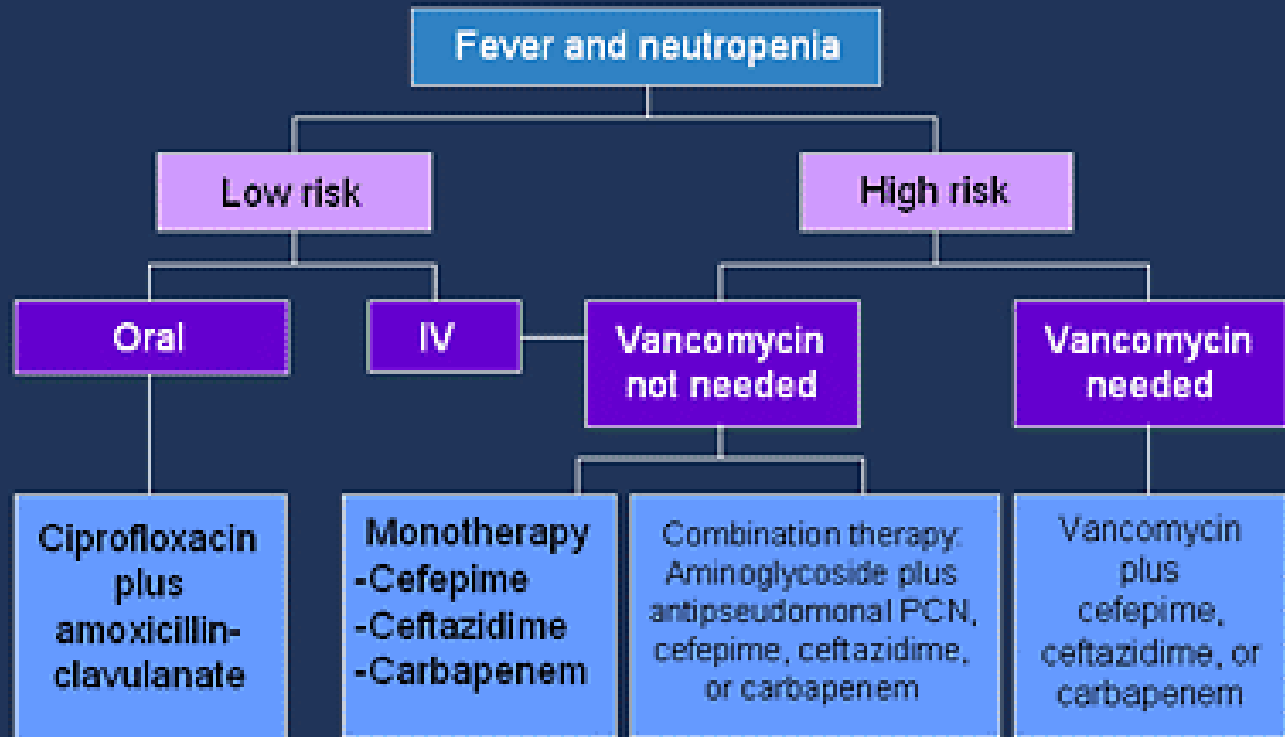 Fever and neutropenia
Low risk
High risk
Oral
IV
Vancomycin
not needed
Vancomycin
needed
Ciprofloxacin
plus
amoxicillin-
clavulanate
Monotherapy
-Cefepime
-Ceftazidime
-Carbapenem
Combination therapy:
Aminoglycoside plus
antipseudomonal PCN,
cefepime, ceftazidime,
or carbapenem
Vancomycin
plus
cefepime,
ceftazidime, or
carbapenem